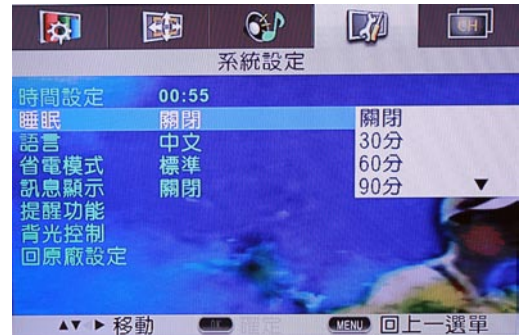 CH
系統設定
時間設定 00:55
睡眠 關閉 關閉
語言 中文 30分
省電模式 標準 60分
訊息顯示 關閉 90分 ▼
提醒功能
背光控制
回原廠設定
▲▼ ▶ 移動 OK 確定 MENU 回上一選單